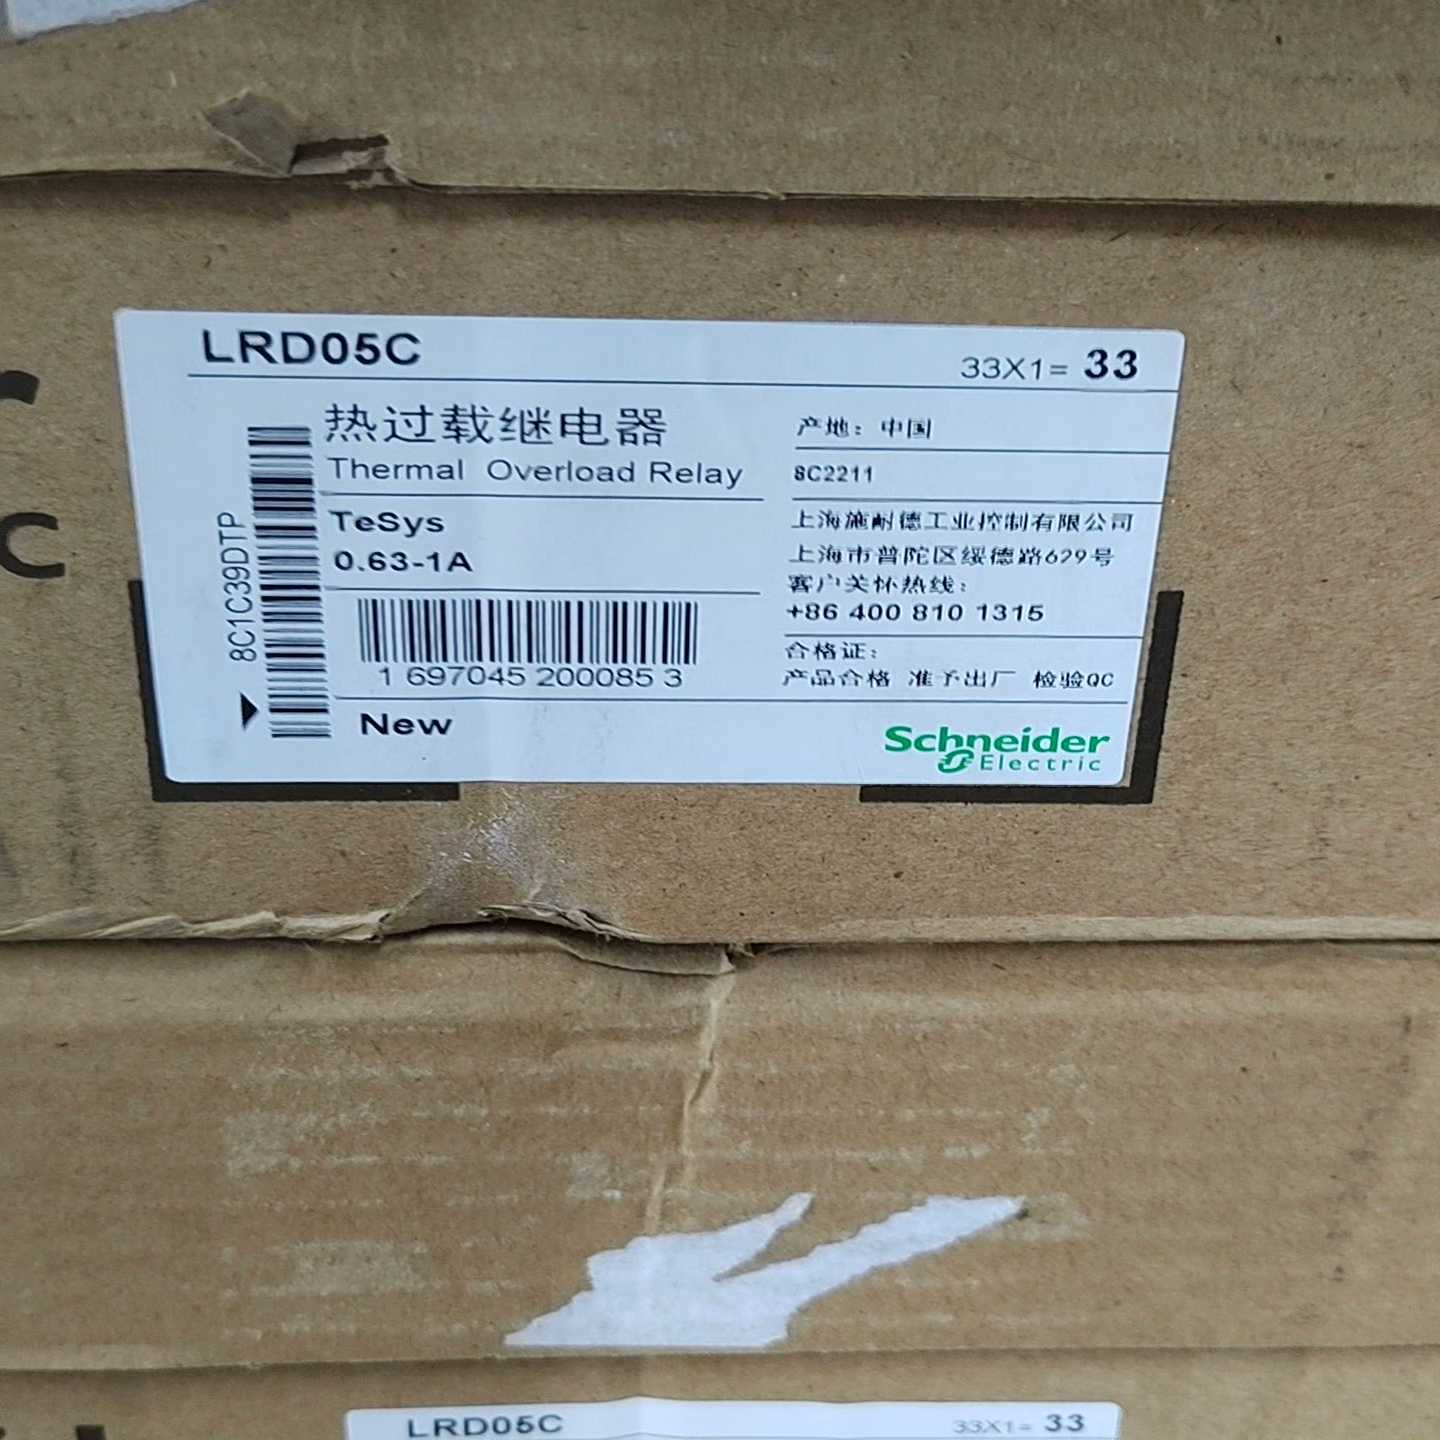 LRD05C
33X1= 33
热过载继电器
Thermal Overload Relay
TeSys
0.63-1A
1 697045 200085 3
New
8C1C39DTP
产地：中国
8C2211
上海施耐德工业控制有限公司
上海市普陀区绥德路629号
客户关怀热线：
+86 400 810 1315
合格证：
产品合格 准予出厂 检验QC
Schneider
Electric
C
LRD05C
33X1= 33